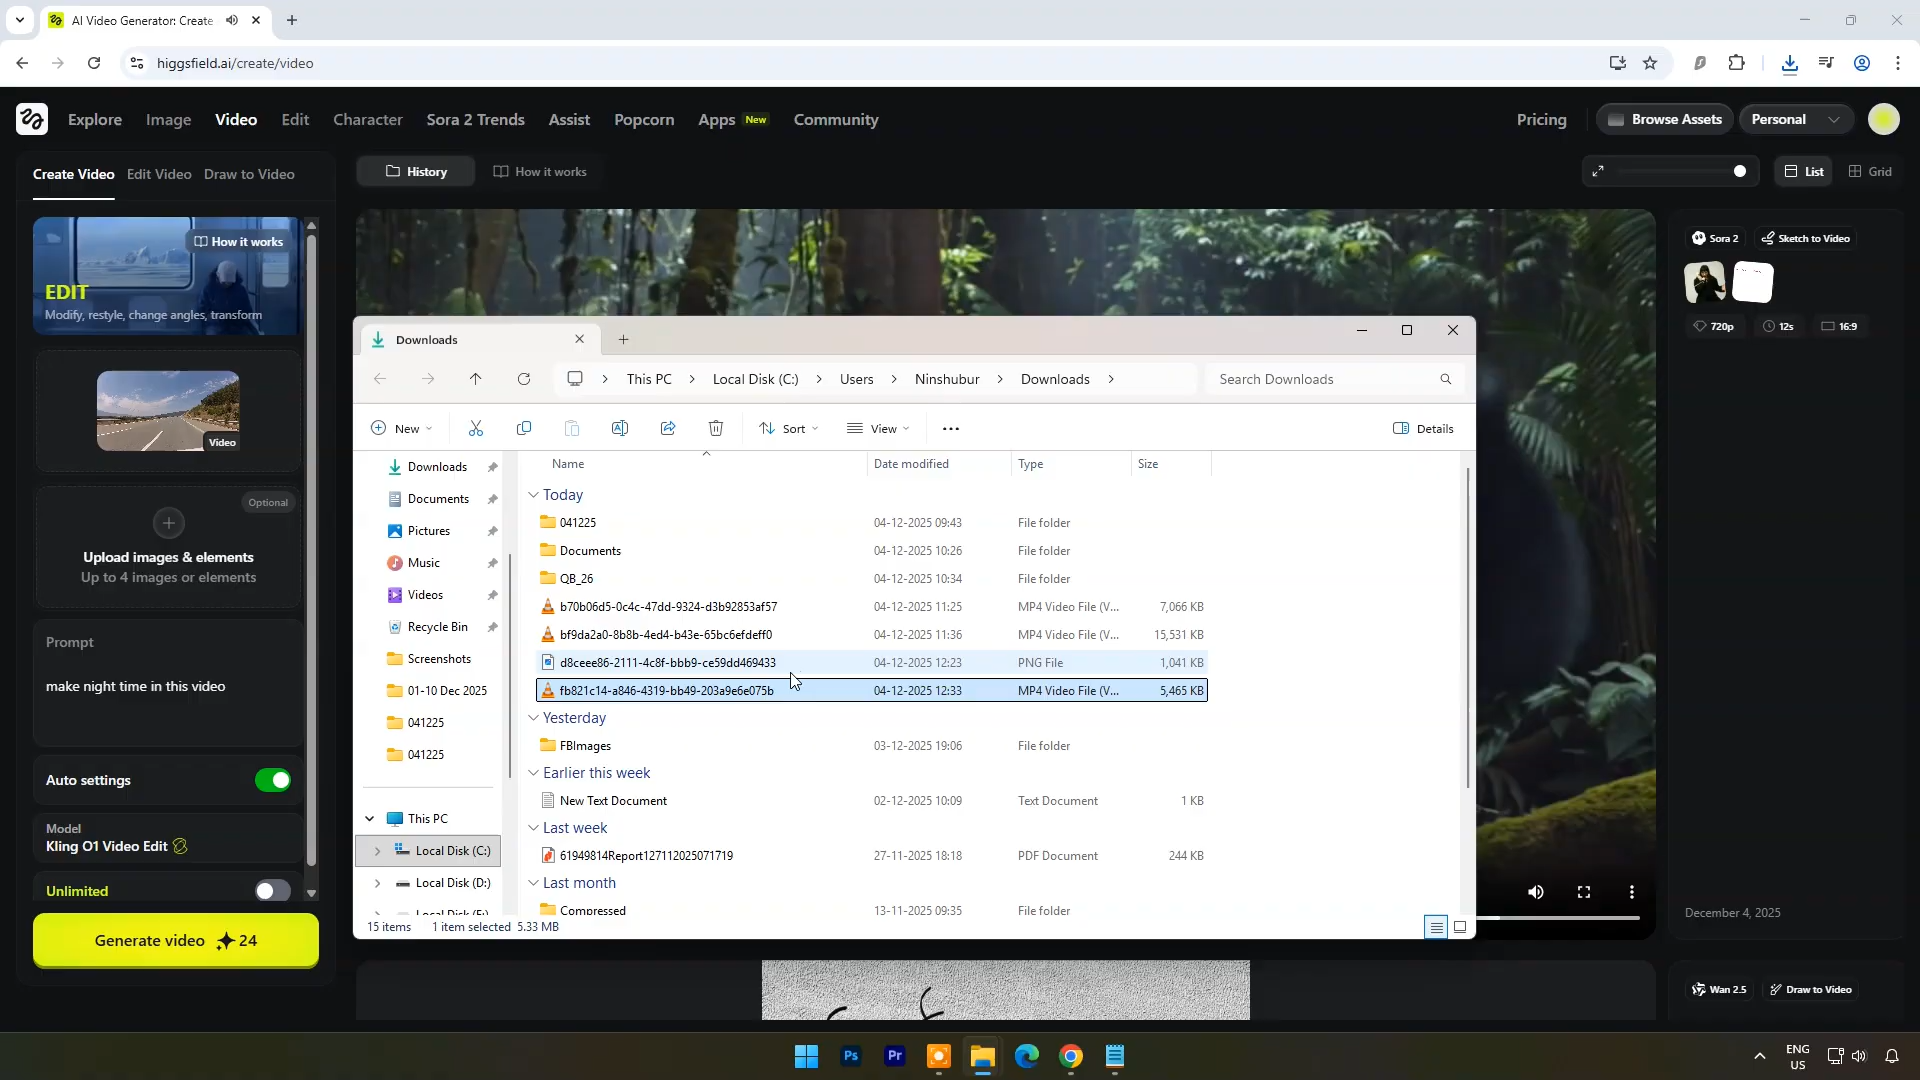 AI Video Generator: Create
higgsfield.ai/create/video
Explore
Image
Video
Edit
Character
Sora 2 Trends
Assist
Popcorn
Apps New
Community
Pricing
Browse Assets
Personal
Create Video
Edit Video
Draw to Video
History
How it works
List
Grid
How it works
EDIT
Modify, restyle, change angles, transform
Video
Optional
Upload images & elements
Up to 4 images or elements
Prompt
make night time in this video
Auto settings
Model
Kling O1 Video Edit
Unlimited
Generate video 24
Downloads
This PC
Local Disk (C:)
Users
Ninshubur
Downloads
Search Downloads
New
Sort
View
Details
Downloads
Documents
Pictures
Music
Videos
Recycle Bin
Screenshots
01-10 Dec 2025
041225
041225
This PC
Local Disk (C:)
Local Disk (D:)
Name Date modified Type Size
Today
041225 04-12-2025 09:43 File folder
Documents 04-12-2025 10:26 File folder
QB_26 04-12-2025 10:34 File folder
b70b06d5-0c4c-47dd-9324-d3b92853af57 04-12-2025 11:25 MP4 Video File (V... 7,066 KB
bf9da2a0-8b8b-4ed4-b43e-65bc6efdeff0 04-12-2025 11:36 MP4 Video File (V... 15,531 KB
d8ceee86-2111-4c8f-bbb9-ce59dd469433 04-12-2025 12:23 PNG File 1,041 KB
fb821c14-a846-4319-bb49-203a9e6e075b 04-12-2025 12:33 MP4 Video File (V... 5,465 KB
Yesterday
FBImages 03-12-2025 19:06 File folder
Earlier this week
New Text Document 02-12-2025 10:09 Text Document 1 KB
Last week
61949814Report127112025071719 27-11-2025 18:18 PDF Document 244 KB
Last month
Compressed 13-11-2025 09:35 File folder
15 items 1 item selected 5.33 MB
Sora 2
Sketch to Video
720p
12s
16:9
December 4, 2025
Wan 2.5
Draw to Video
Ps
Pr
ENG
US